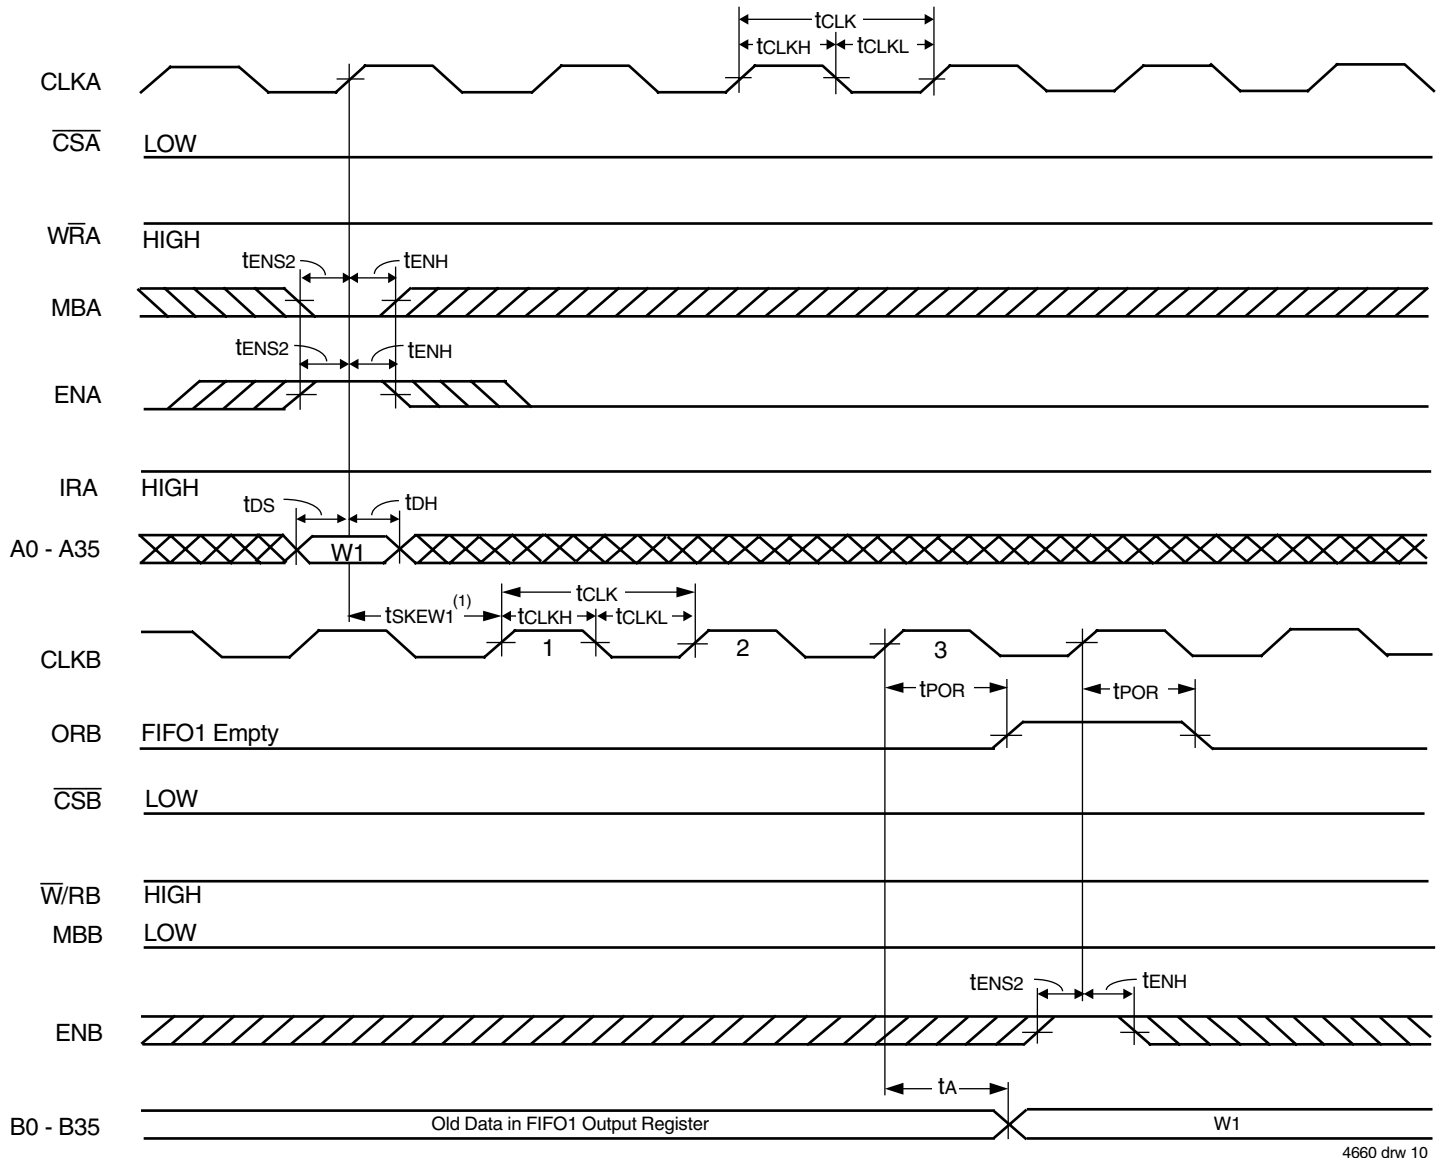 tCLK
tCLKH tCLKL
CLKA
CSA LOW
WRA HIGH
tENS2 tENH
MBA
tENS2 tENH
ENA
IRA HIGH
tDS tDH
A0 - A35 W1
tCLK
tSKEW1(1) tCLKH tCLKL
CLKB 1 2 3
tPOR tPOR
ORB FIFO1 Empty
CSB LOW
W/RB HIGH
MBB LOW
tENS2 tENH
ENB
tA
B0 - B35 Old Data in FIFO1 Output Register W1
4660 drw 10